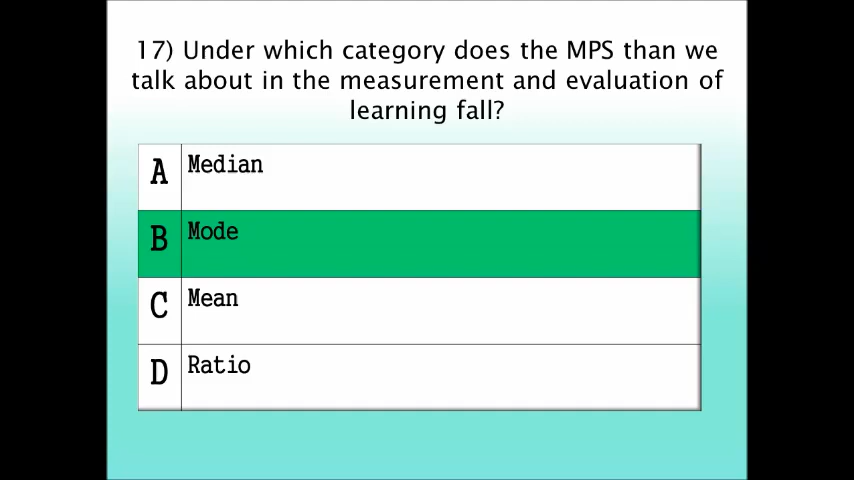 17) Under which category does the MPS than we
talk about in the measurement and evaluation of
learning fall?
A Median
B Mode
C Mean
D Ratio